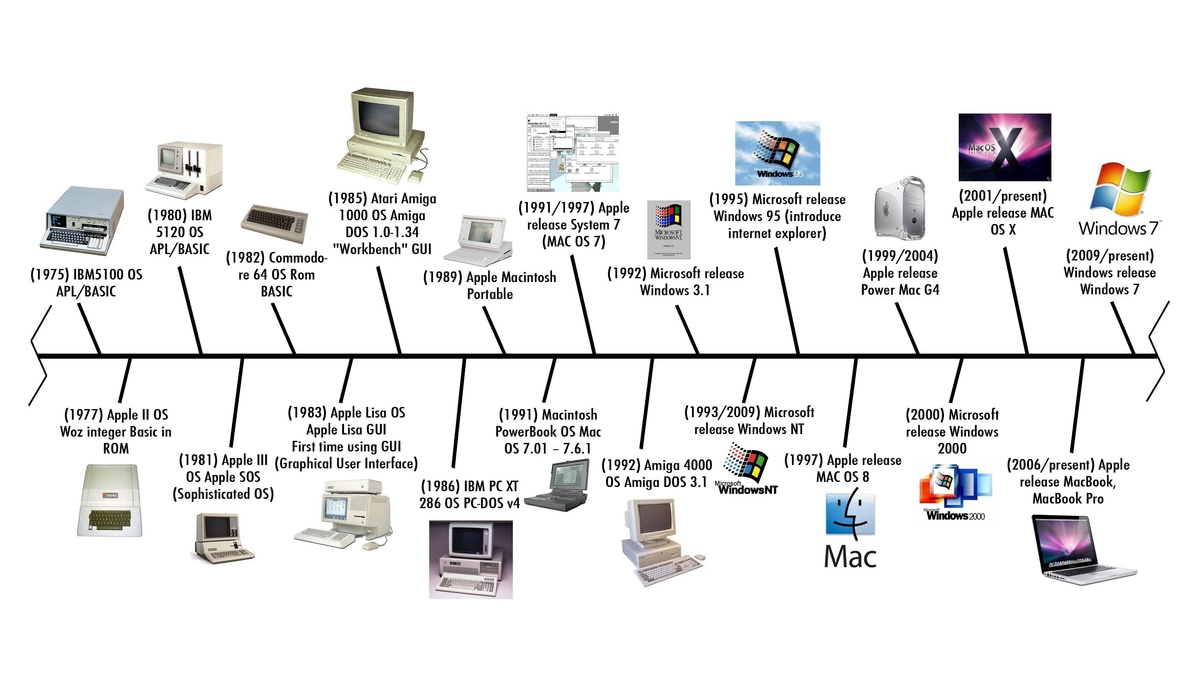 (1975) IBM5100 OS
APL/BASIC
(1980) IBM
5120 OS
APL/BASIC
(1982) Commodo-
re 64 OS Rom
BASIC
(1985) Atari Amiga
1000 OS Amiga
DOS 1.0-1.34
"Workbench" GUI
(1989) Apple Macintosh
Portable
(1991/1997) Apple
release System 7
(MAC OS 7)
MICROSOFT
WINDOWS NT
(1992) Microsoft release
Windows 3.1
Microsoft
Windows 95
(1995) Microsoft release
Windows 95 (introduce
internet explorer)
(1999/2004)
Apple release
Power Mac G4
Mac OS X
(2001/present)
Apple release MAC
OS X
Windows 7
(2009/present)
Windows release
Windows 7
(1977) Apple II OS
Woz integer Basic in
ROM
(1981) Apple III
OS Apple SOS
(Sophisticated OS)
(1983) Apple Lisa OS
Apple Lisa GUI
First time using GUI
(Graphical User Interface)
(1986) IBM PC XT
286 OS PC-DOS v4
(1991) Macintosh
PowerBook OS Mac
OS 7.01 – 7.6.1
(1992) Amiga 4000
OS Amiga DOS 3.1
(1993/2009) Microsoft
release Windows NT
Microsoft
WindowsNT
(1997) Apple release
MAC OS 8
Mac
(2000) Microsoft
release Windows
2000
Microsoft
Windows 2000
(2006/present) Apple
release MacBook,
MacBook Pro